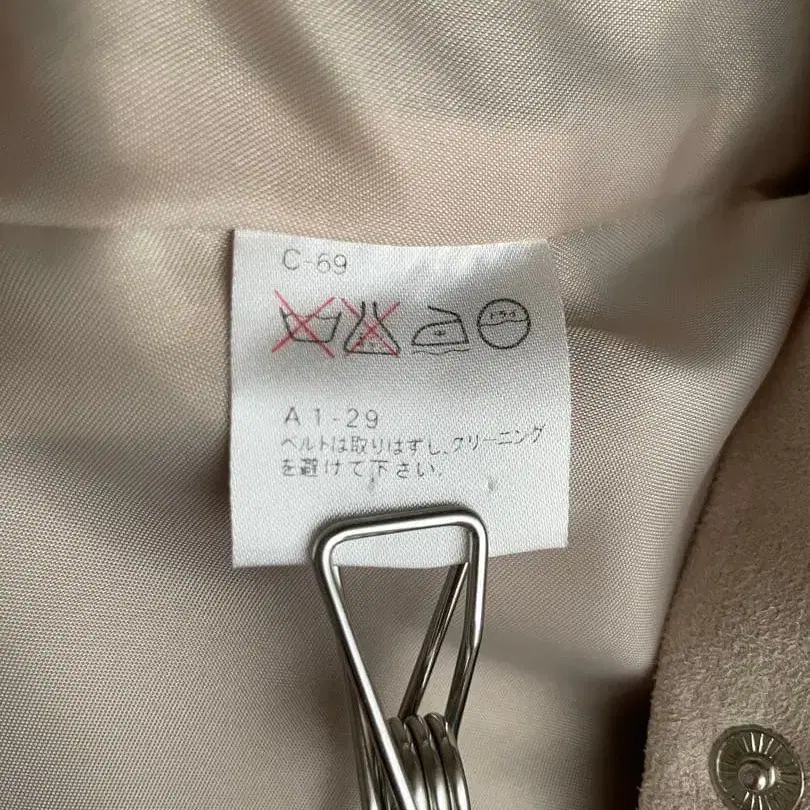 C-69
ドライ
A1-29
ベルトは取りはずし、クリーニング
を避けて下さい。